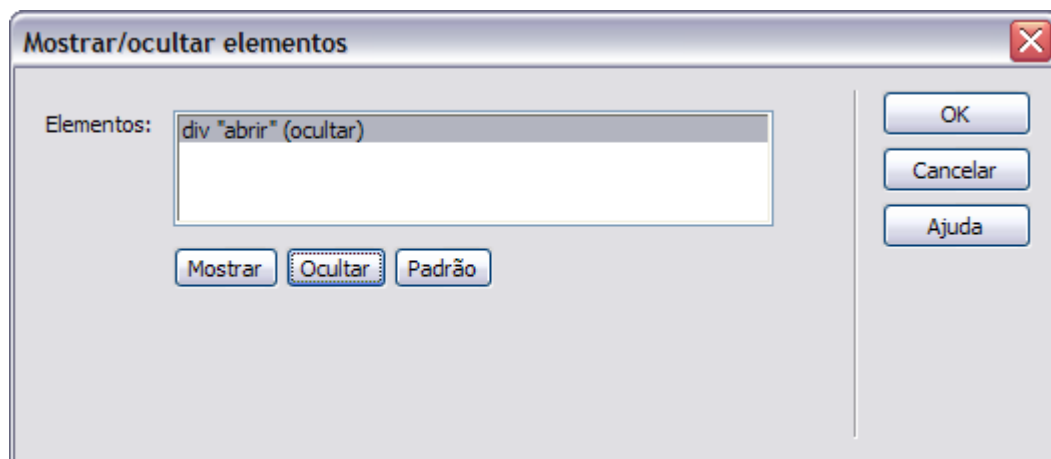 Mostrar/ocultar elementos
Elementos:
div "abrir" (ocultar)
Mostrar
Ocultar
Padrão
OK
Cancelar
Ajuda